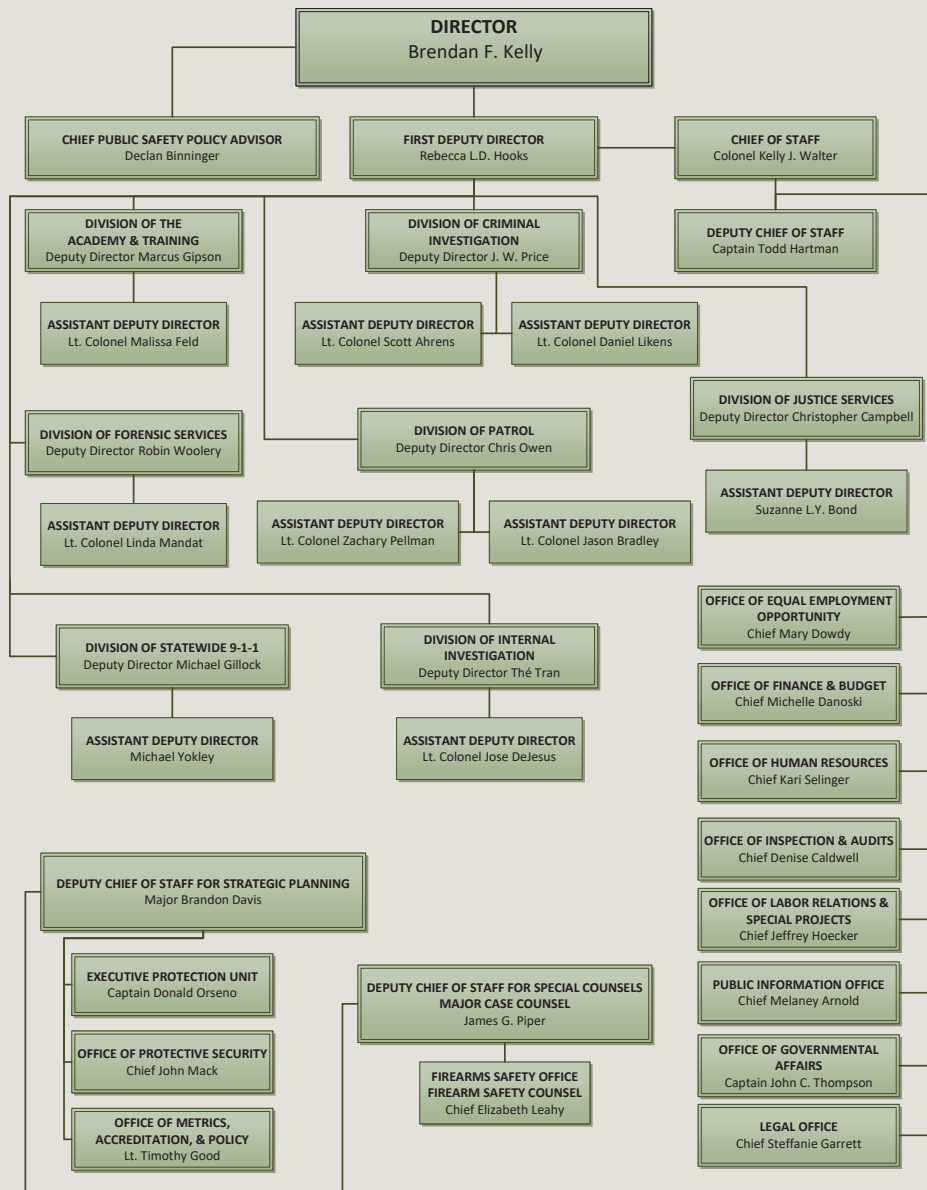 DIRECTOR
Brendan F. Kelly
CHIEF PUBLIC SAFETY POLICY ADVISOR
Declan Binninger
FIRST DEPUTY DIRECTOR
Rebecca L.D. Hooks
CHIEF OF STAFF
Colonel Kelly J. Walter
DEPUTY CHIEF OF STAFF
Captain Todd Hartman
DIVISION OF THE
ACADEMY & TRAINING
Deputy Director Marcus Gipson
DIVISION OF CRIMINAL
INVESTIGATION
Deputy Director J. W. Price
ASSISTANT DEPUTY DIRECTOR
Lt. Colonel Malissa Feld
ASSISTANT DEPUTY DIRECTOR
Lt. Colonel Scott Ahrens
ASSISTANT DEPUTY DIRECTOR
Lt. Colonel Daniel Likens
DIVISION OF JUSTICE SERVICES
Deputy Director Christopher Campbell
DIVISION OF FORENSIC SERVICES
Deputy Director Robin Woolery
DIVISION OF PATROL
Deputy Director Chris Owen
ASSISTANT DEPUTY DIRECTOR
Suzanne L.Y. Bond
ASSISTANT DEPUTY DIRECTOR
Lt. Colonel Linda Mandat
ASSISTANT DEPUTY DIRECTOR
Lt. Colonel Zachary Pellman
ASSISTANT DEPUTY DIRECTOR
Lt. Colonel Jason Bradley
DIVISION OF STATEWIDE 9-1-1
Deputy Director Michael Gillock
DIVISION OF INTERNAL
INVESTIGATION
Deputy Director Thé Tran
ASSISTANT DEPUTY DIRECTOR
Michael Yokley
ASSISTANT DEPUTY DIRECTOR
Lt. Colonel Jose DeJesus
OFFICE OF EQUAL EMPLOYMENT
OPPORTUNITY
Chief Mary Dowdy
OFFICE OF FINANCE & BUDGET
Chief Michelle Danoski
OFFICE OF HUMAN RESOURCES
Chief Kari Selinger
OFFICE OF INSPECTION & AUDITS
Chief Denise Caldwell
OFFICE OF LABOR RELATIONS &
SPECIAL PROJECTS
Chief Jeffrey Hoecker
PUBLIC INFORMATION OFFICE
Chief Melaney Arnold
OFFICE OF GOVERNMENTAL
AFFAIRS
Captain John C. Thompson
LEGAL OFFICE
Chief Steffanie Garrett
DEPUTY CHIEF OF STAFF FOR STRATEGIC PLANNING
Major Brandon Davis
EXECUTIVE PROTECTION UNIT
Captain Donald Orseno
OFFICE OF PROTECTIVE SECURITY
Chief John Mack
OFFICE OF METRICS,
ACCREDITATION, & POLICY
Lt. Timothy Good
DEPUTY CHIEF OF STAFF FOR SPECIAL COUNSELS
MAJOR CASE COUNSEL
James G. Piper
FIREARMS SAFETY OFFICE
FIREARM SAFETY COUNSEL
Chief Elizabeth Leahy